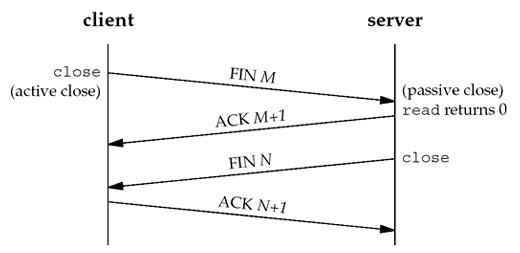 client
server
close
(active close)
FIN M
(passive close)
read returns 0
ACK M+1
FIN N
close
ACK N+1